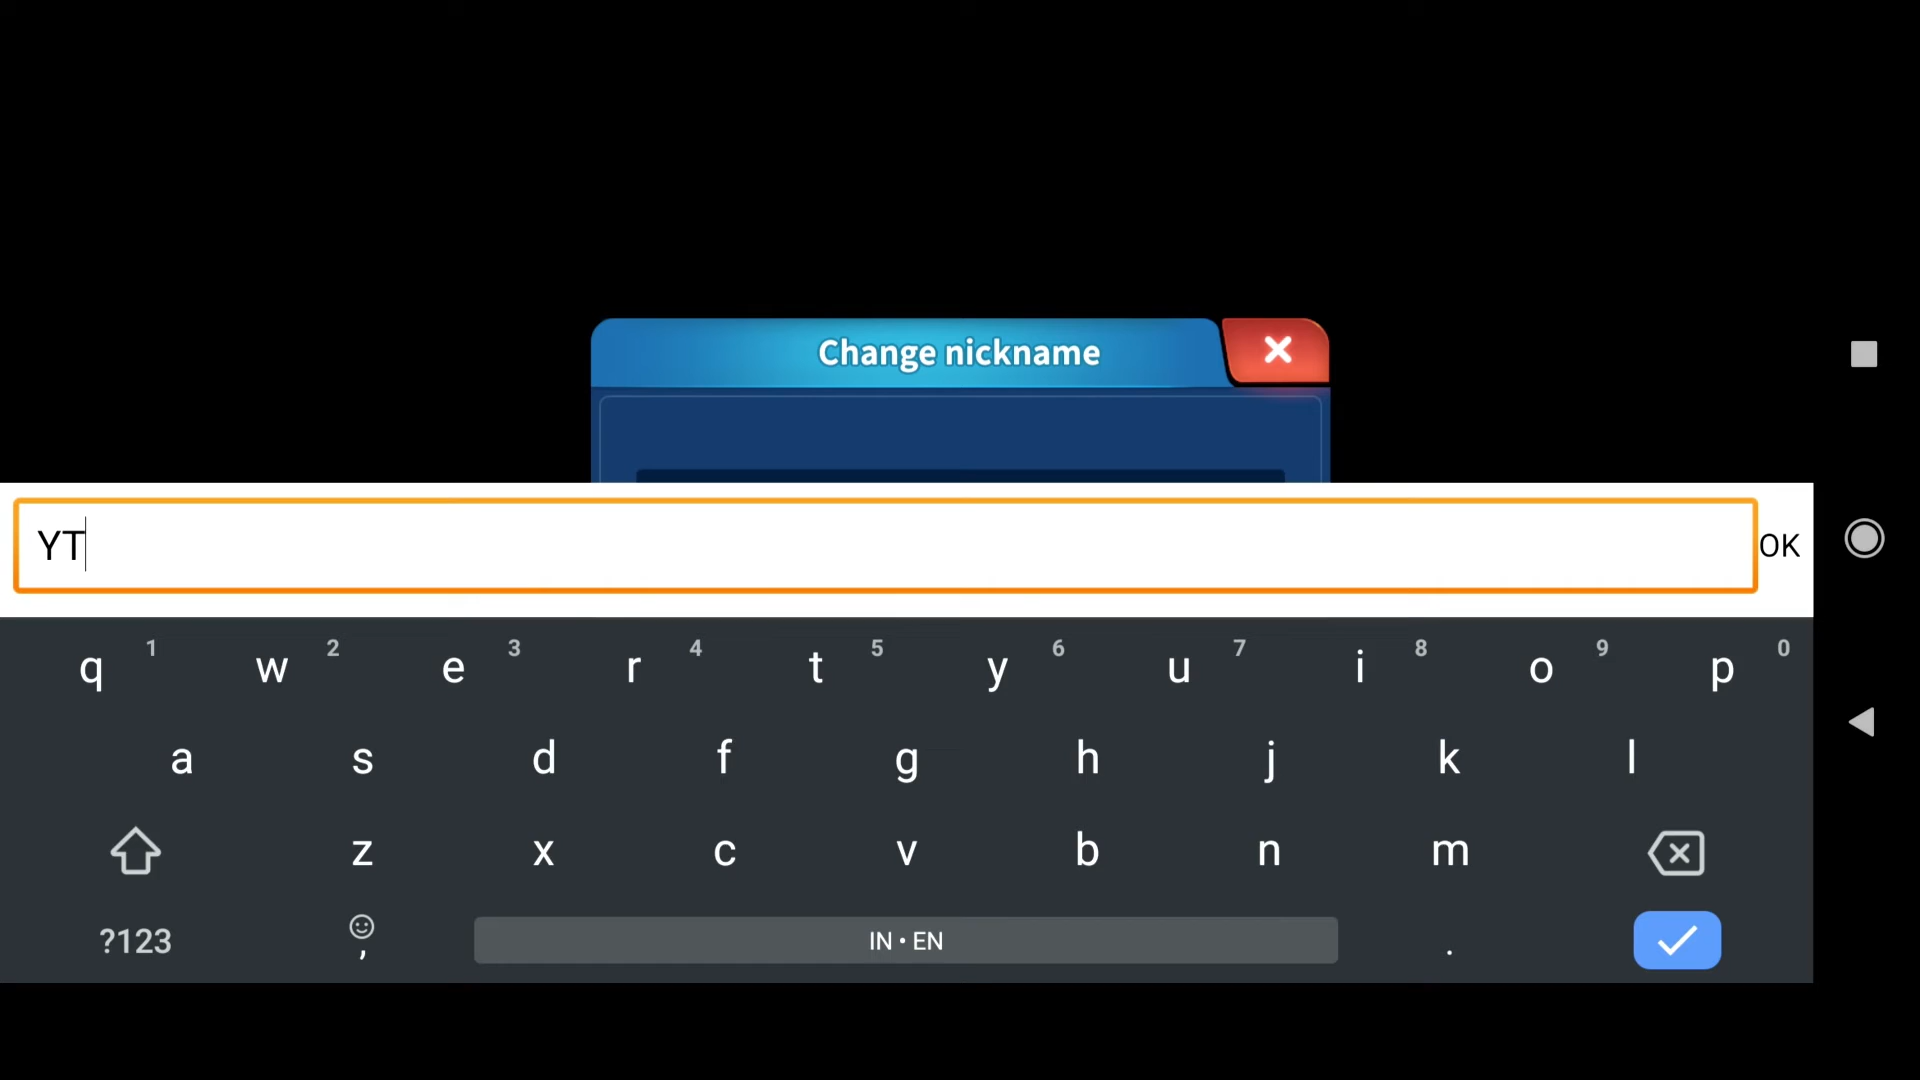 Change nickname
YT
OK
q 1 w 2 e 3 r 4 t 5 y 6 u 7 i 8 o 9 p 0
a s d f g h j k l
z x c v b n m
?123 , IN • EN .